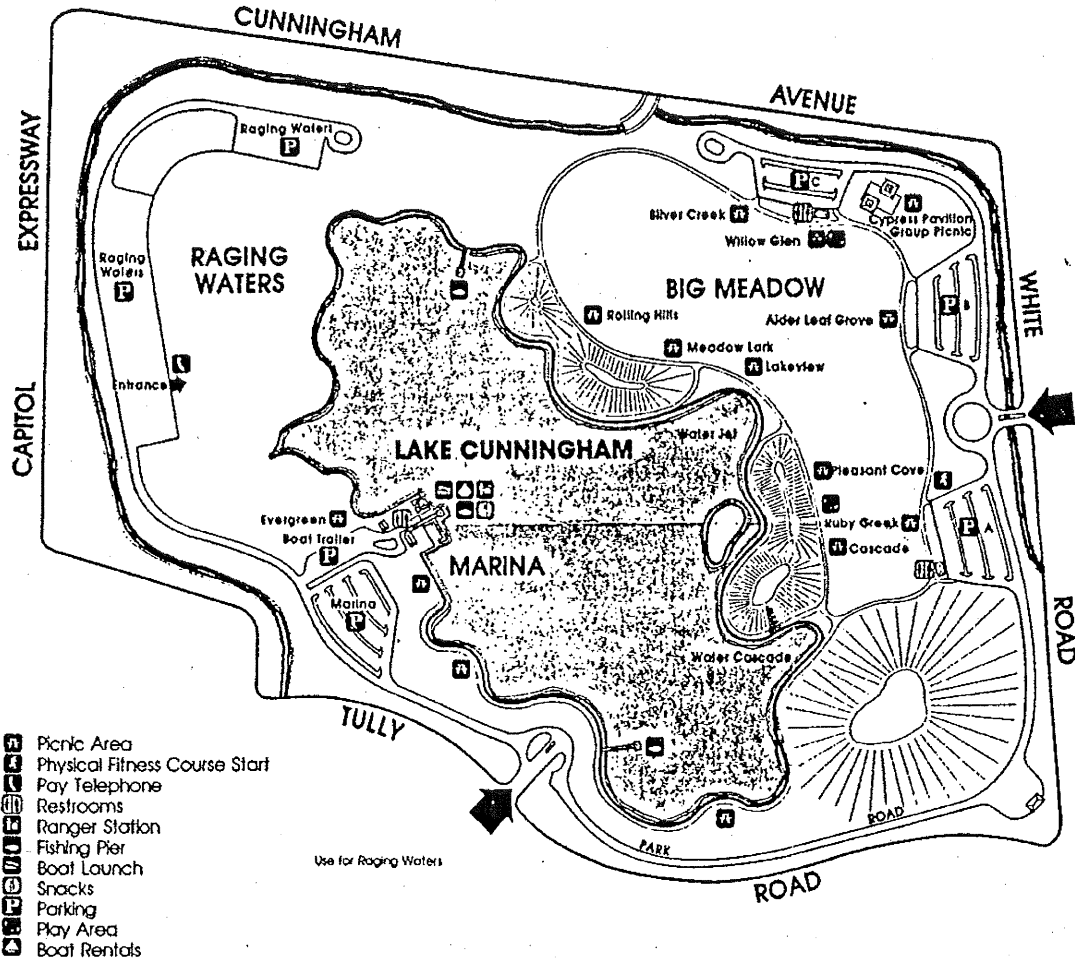 CUNNINGHAM
AVENUE
EXPRESSWAY
CAPITOL
Raging Waters
P
Raging
Waters
P
RAGING
WATERS
Entrance
P C
Silver Creek
Willow Glen
Cypress Pavilion
Group Picnic
BIG MEADOW
P B
WHITE
Rolling Hills
Alder Leaf Grove
Meadow Lark
Lakeview
Water Jet
LAKE CUNNINGHAM
Pleasant Cove
Evergreen
Boat Trailer
P
Ruby Creek
P A
Cascade
MARINA
Marina
P
ROAD
Water Cascade
TULLY
PARK
ROAD
ROAD
Picnic Area
Physical Fitness Course Start
Pay Telephone
Restrooms
Ranger Station
Fishing Pier
Boat Launch
Snacks
P Parking
Play Area
Boat Rentals
Use for Raging Waters